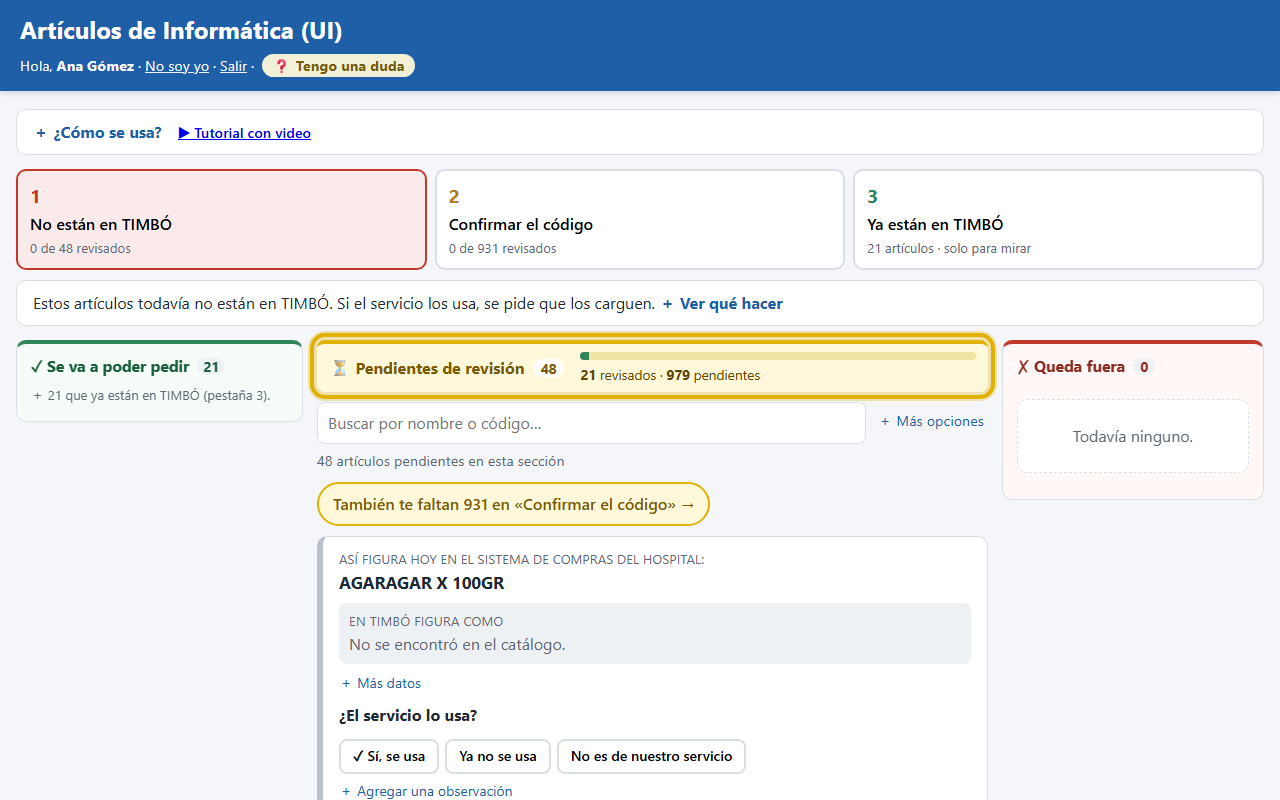 Artículos de Informática (UI)
Hola, Ana Gómez · No soy yo · Salir · ❓ Tengo una duda
+ ¿Cómo se usa? ▶ Tutorial con video
1
No están en TIMBÓ
0 de 48 revisados
2
Confirmar el código
0 de 931 revisados
3
Ya están en TIMBÓ
21 artículos · solo para mirar
Estos artículos todavía no están en TIMBÓ. Si el servicio los usa, se pide que los carguen. + Ver qué hacer
✓ Se va a poder pedir 21
+ 21 que ya están en TIMBÓ (pestaña 3).
⏳ Pendientes de revisión 48
21 revisados · 979 pendientes
Buscar por nombre o código...
+ Más opciones
48 artículos pendientes en esta sección
También te faltan 931 en «Confirmar el código» →
ASÍ FIGURA HOY EN EL SISTEMA DE COMPRAS DEL HOSPITAL:
AGARAGAR X 100GR
EN TIMBÓ FIGURA COMO
No se encontró en el catálogo.
+ Más datos
¿El servicio lo usa?
✓ Sí, se usa
Ya no se usa
No es de nuestro servicio
+ Agregar una observación
✗ Queda fuera 0
Todavía ninguno.